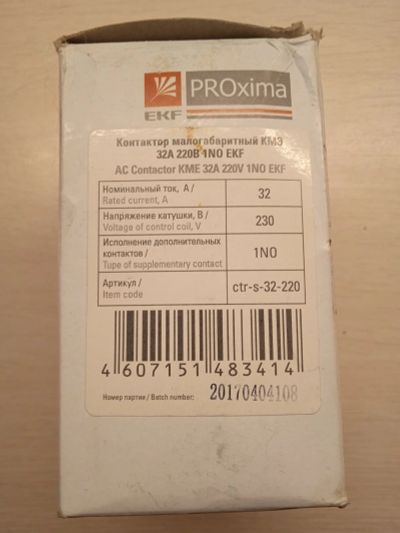 PROxima
EKF
Контактор малогабаритный КМЭ
32А 220В 1NO EKF
AC Contactor KME 32A 220V 1NO EKF
Номинальный ток, А /
Rated current, A
32
Напряжение катушки, В /
Voltage of control coil, V
230
Исполнение дополнительных
контактов /
Type of supplementary contact
1NO
Артикул /
Item code
ctr-s-32-220
4 607151 483414
Номер партии / Batch number:
20170404108